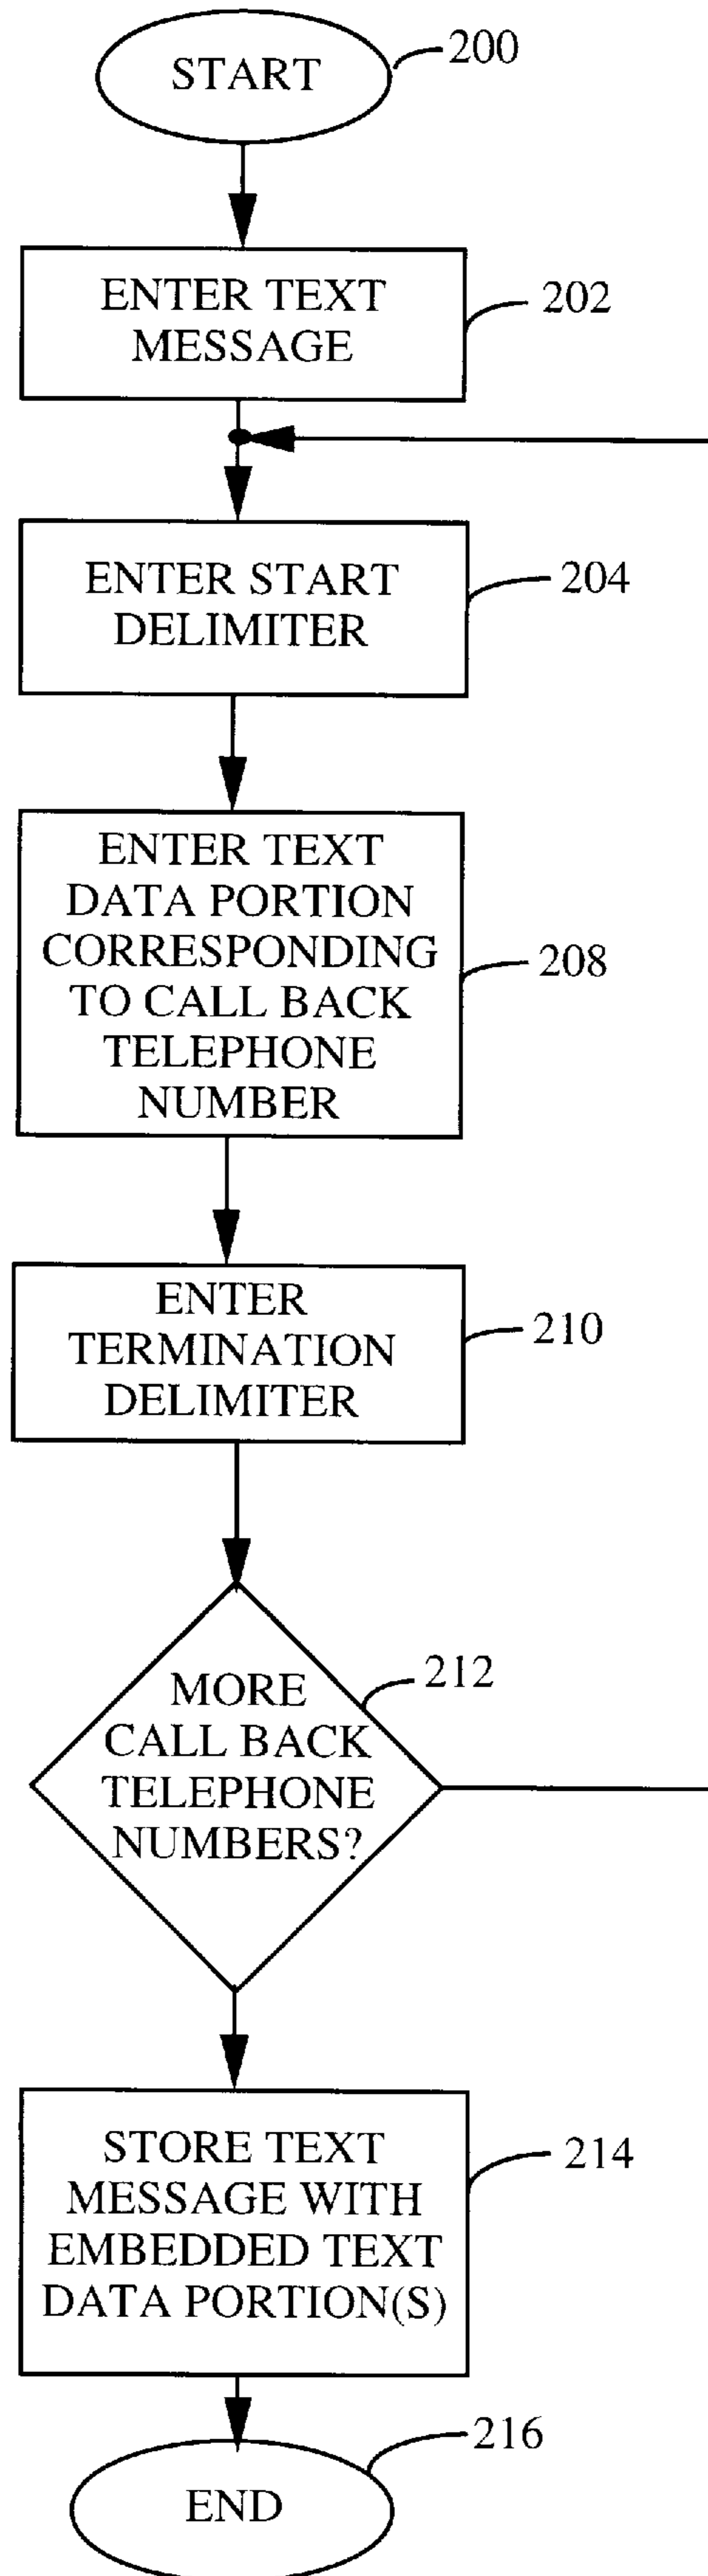 START
200
ENTER TEXT
MESSAGE
202
ENTER START
DELIMITER
204
ENTER TEXT
DATA PORTION
CORRESPONDING
TO CALL BACK
TELEPHONE
NUMBER
208
ENTER
TERMINATION
DELIMITER
210
MORE
CALL BACK
TELEPHONE
NUMBERS?
212
STORE TEXT
MESSAGE WITH
EMBEDDED TEXT
DATA PORTION(S)
214
END
216